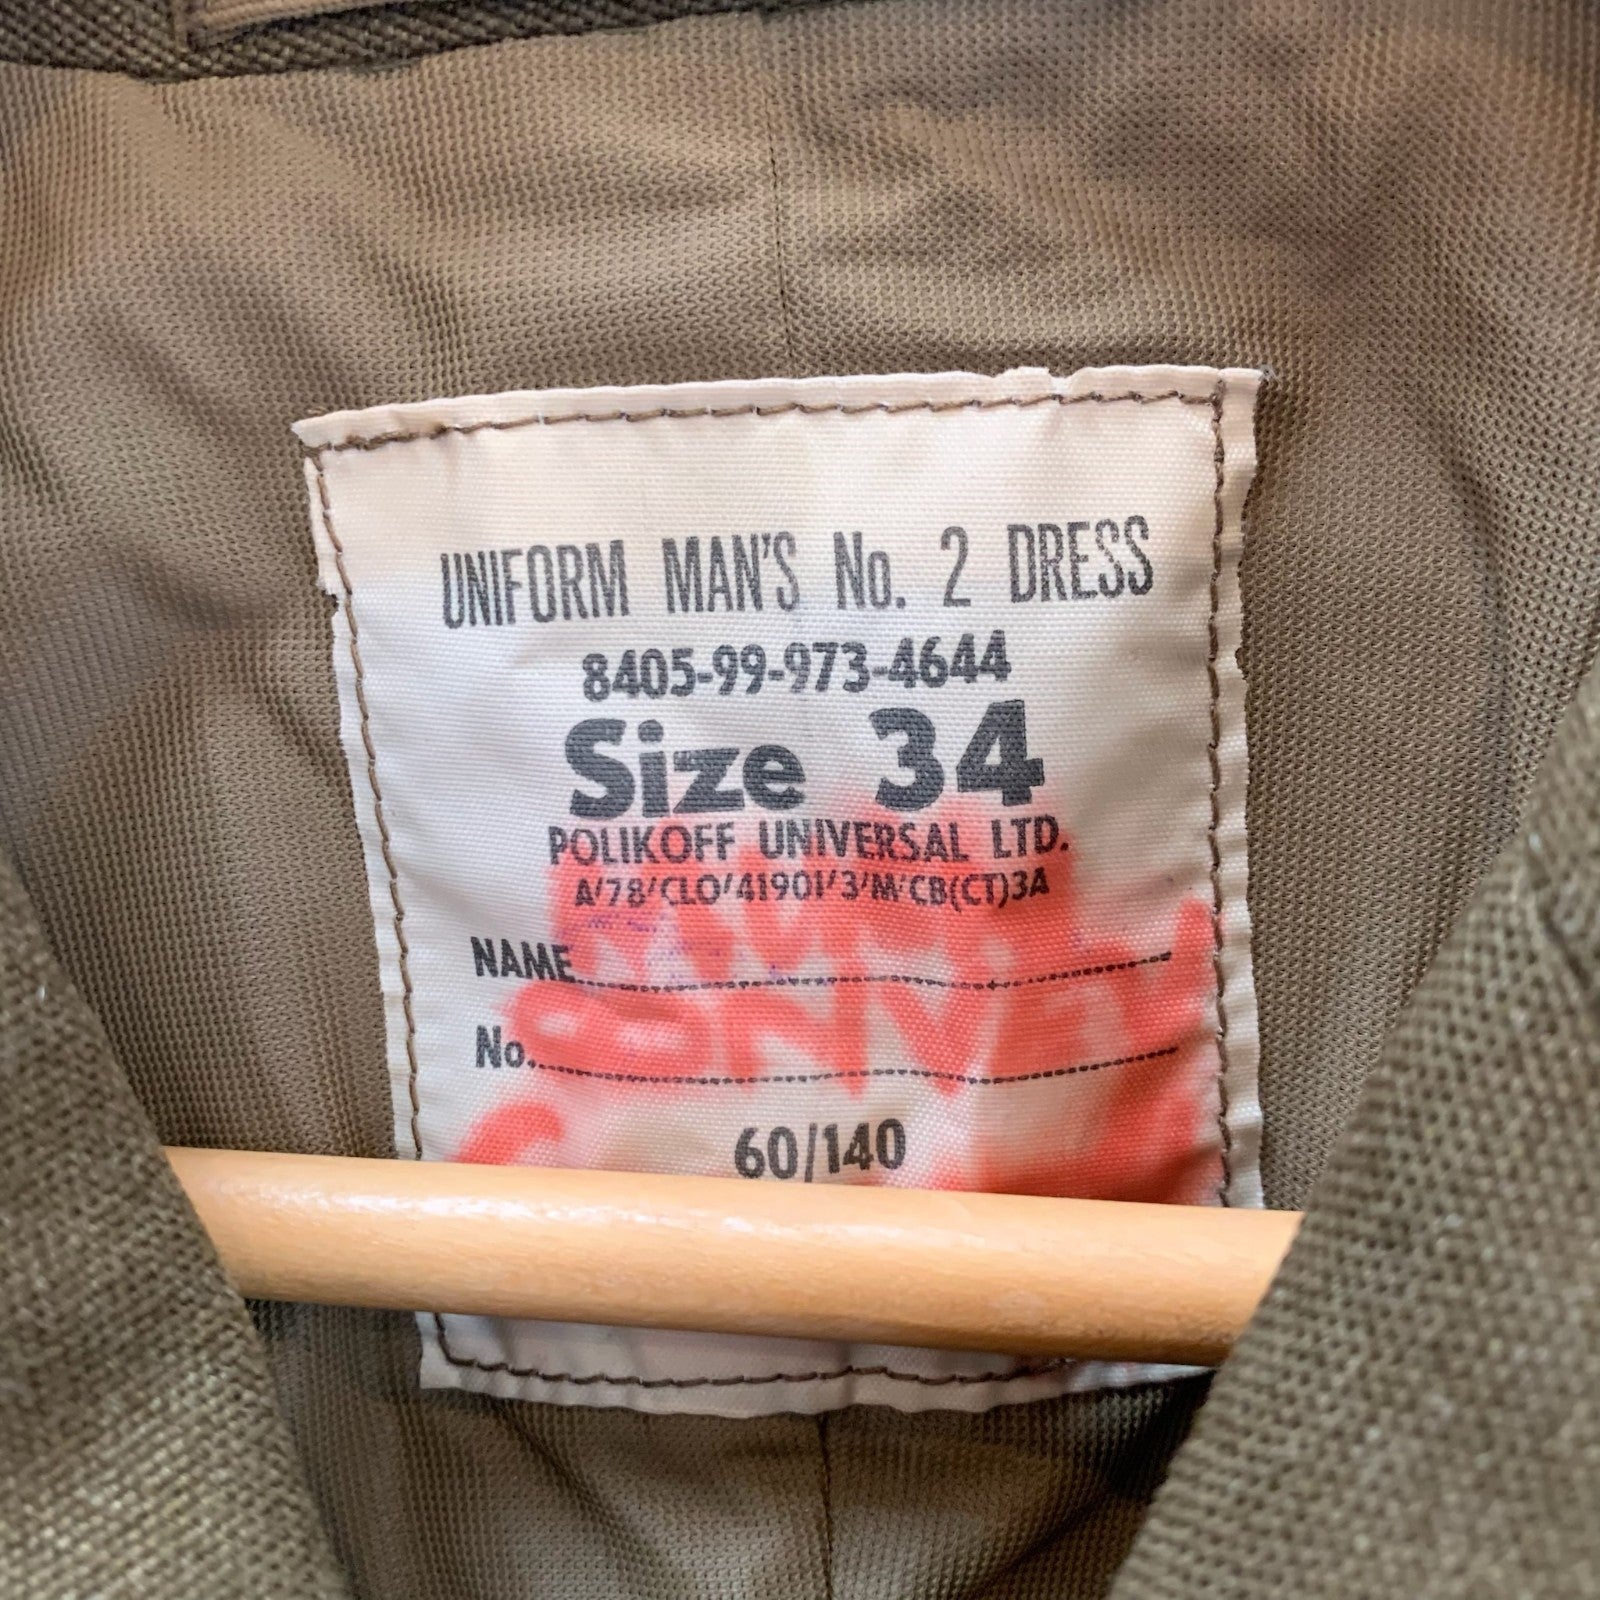 UNIFORM MAN'S No. 2 DRESS
8405-99-973-4644
Size 34
POLIKOFF UNIVERSAL LTD.
A/78/CLO/41901/3/M/CB(CT)3A
NAME
No.
60/140